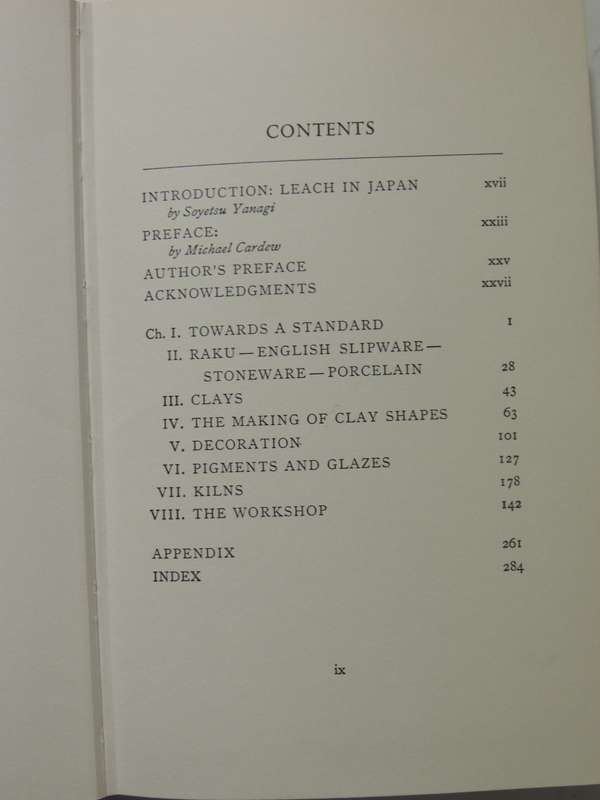 CONTENTS
INTRODUCTION: LEACH IN JAPAN xvii
by Soyetsu Yanagi
PREFACE: xxiii
by Michael Cardew
AUTHOR'S PREFACE xxv
ACKNOWLEDGMENTS xxvii
Ch. I. TOWARDS A STANDARD 1
II. RAKU—ENGLISH SLIPWARE—
STONEWARE—PORCELAIN 28
III. CLAYS 43
IV. THE MAKING OF CLAY SHAPES 63
V. DECORATION 101
VI. PIGMENTS AND GLAZES 127
VII. KILNS 178
VIII. THE WORKSHOP 142
APPENDIX 261
INDEX 284
ix